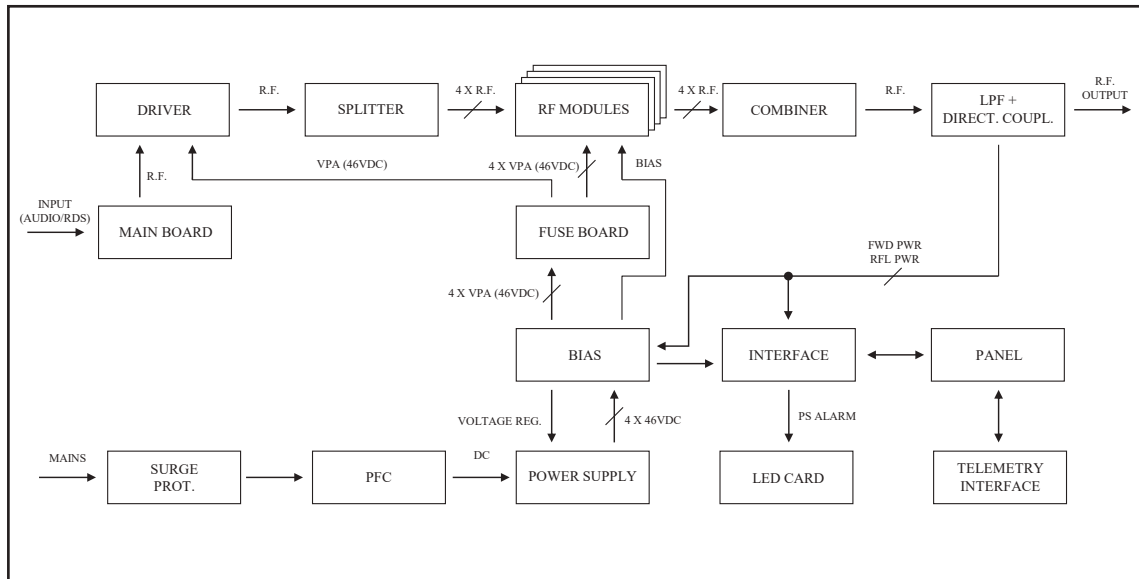 R.F.
4 X R.F.
4 X R.F.
R.F.
R.F.
OUTPUT
DRIVER
SPLITTER
RF MODULES
COMBINER
LPF +
DIRECT. COUPL.
R.F.
VPA (46VDC)
4 X VPA (46VDC)
BIAS
INPUT
(AUDIO/RDS)
MAIN BOARD
FUSE BOARD
FWD PWR
RFL PWR
4 X VPA (46VDC)
BIAS
INTERFACE
PANEL
VOLTAGE REG.
4 X 46VDC
PS ALARM
MAINS
SURGE
PROT.
PFC
DC
POWER SUPPLY
LED CARD
TELEMETRY
INTERFACE